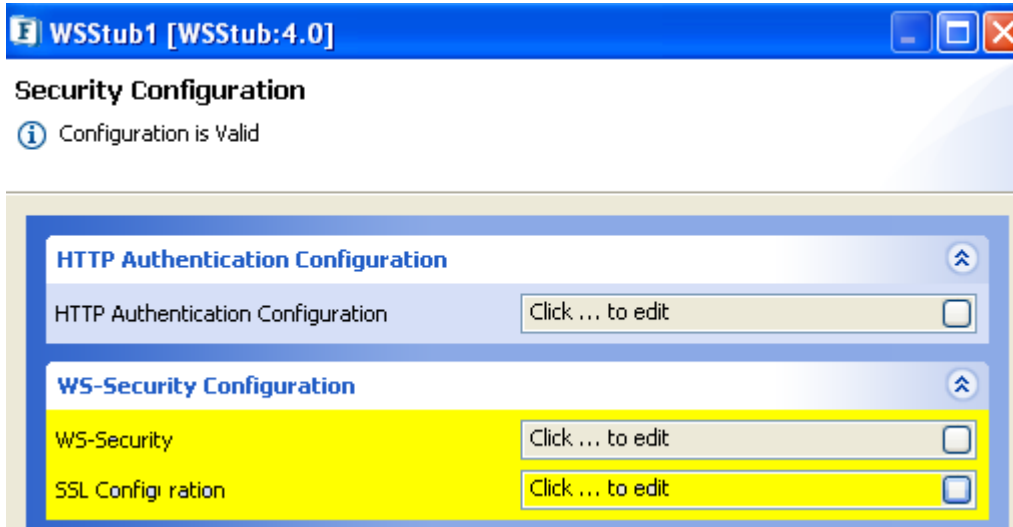 WSStub1 [WSStub:4.0]
Security Configuration
Configuration is Valid
HTTP Authentication Configuration
HTTP Authentication Configuration Click ... to edit
WS-Security Configuration
WS-Security Click ... to edit
SSL Configuration Click ... to edit